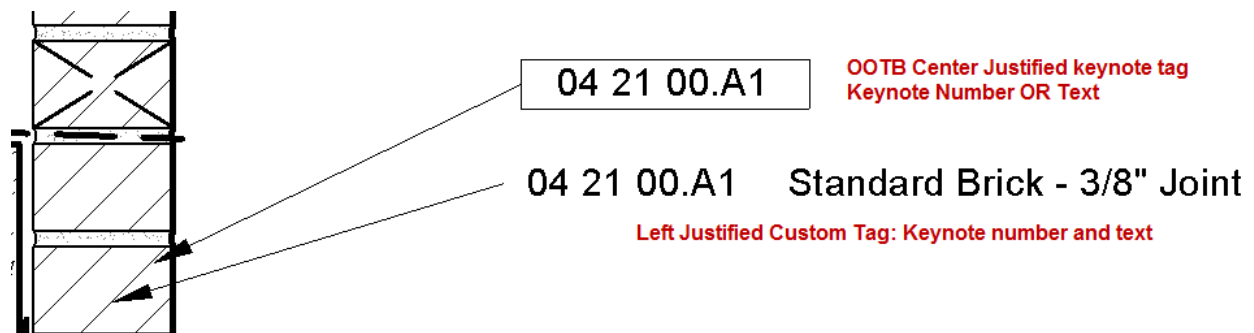 04 21 00.A1
OOTB Center Justified keynote tag
Keynote Number OR Text
04 21 00.A1 Standard Brick - 3/8" Joint
Left Justified Custom Tag: Keynote number and text